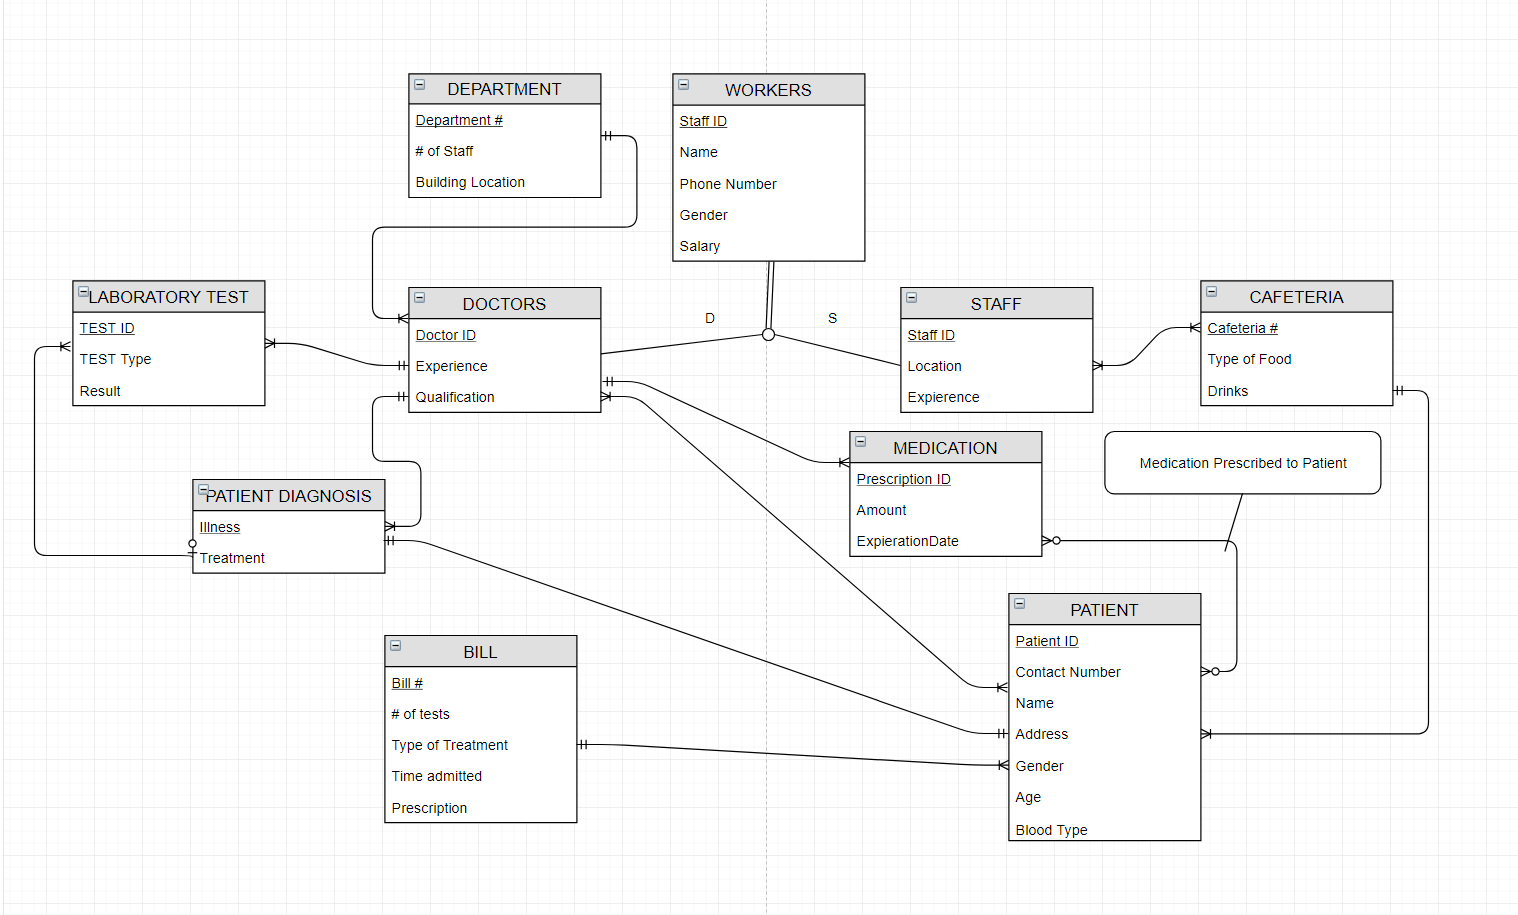 DEPARTMENT
Department #
# of Staff
Building Location
WORKERS
Staff ID
Name
Phone Number
Gender
Salary
LABORATORY TEST
TEST ID
TEST Type
Result
DOCTORS
Doctor ID
Experience
Qualification
D
S
STAFF
Staff ID
Location
Expierence
CAFETERIA
Cafeteria #
Type of Food
Drinks
MEDICATION
Prescription ID
Amount
ExpierationDate
Medication Prescribed to Patient
PATIENT DIAGNOSIS
Illness
Treatment
BILL
Bill #
# of tests
Type of Treatment
Time admitted
Prescription
PATIENT
Patient ID
Contact Number
Name
Address
Gender
Age
Blood Type